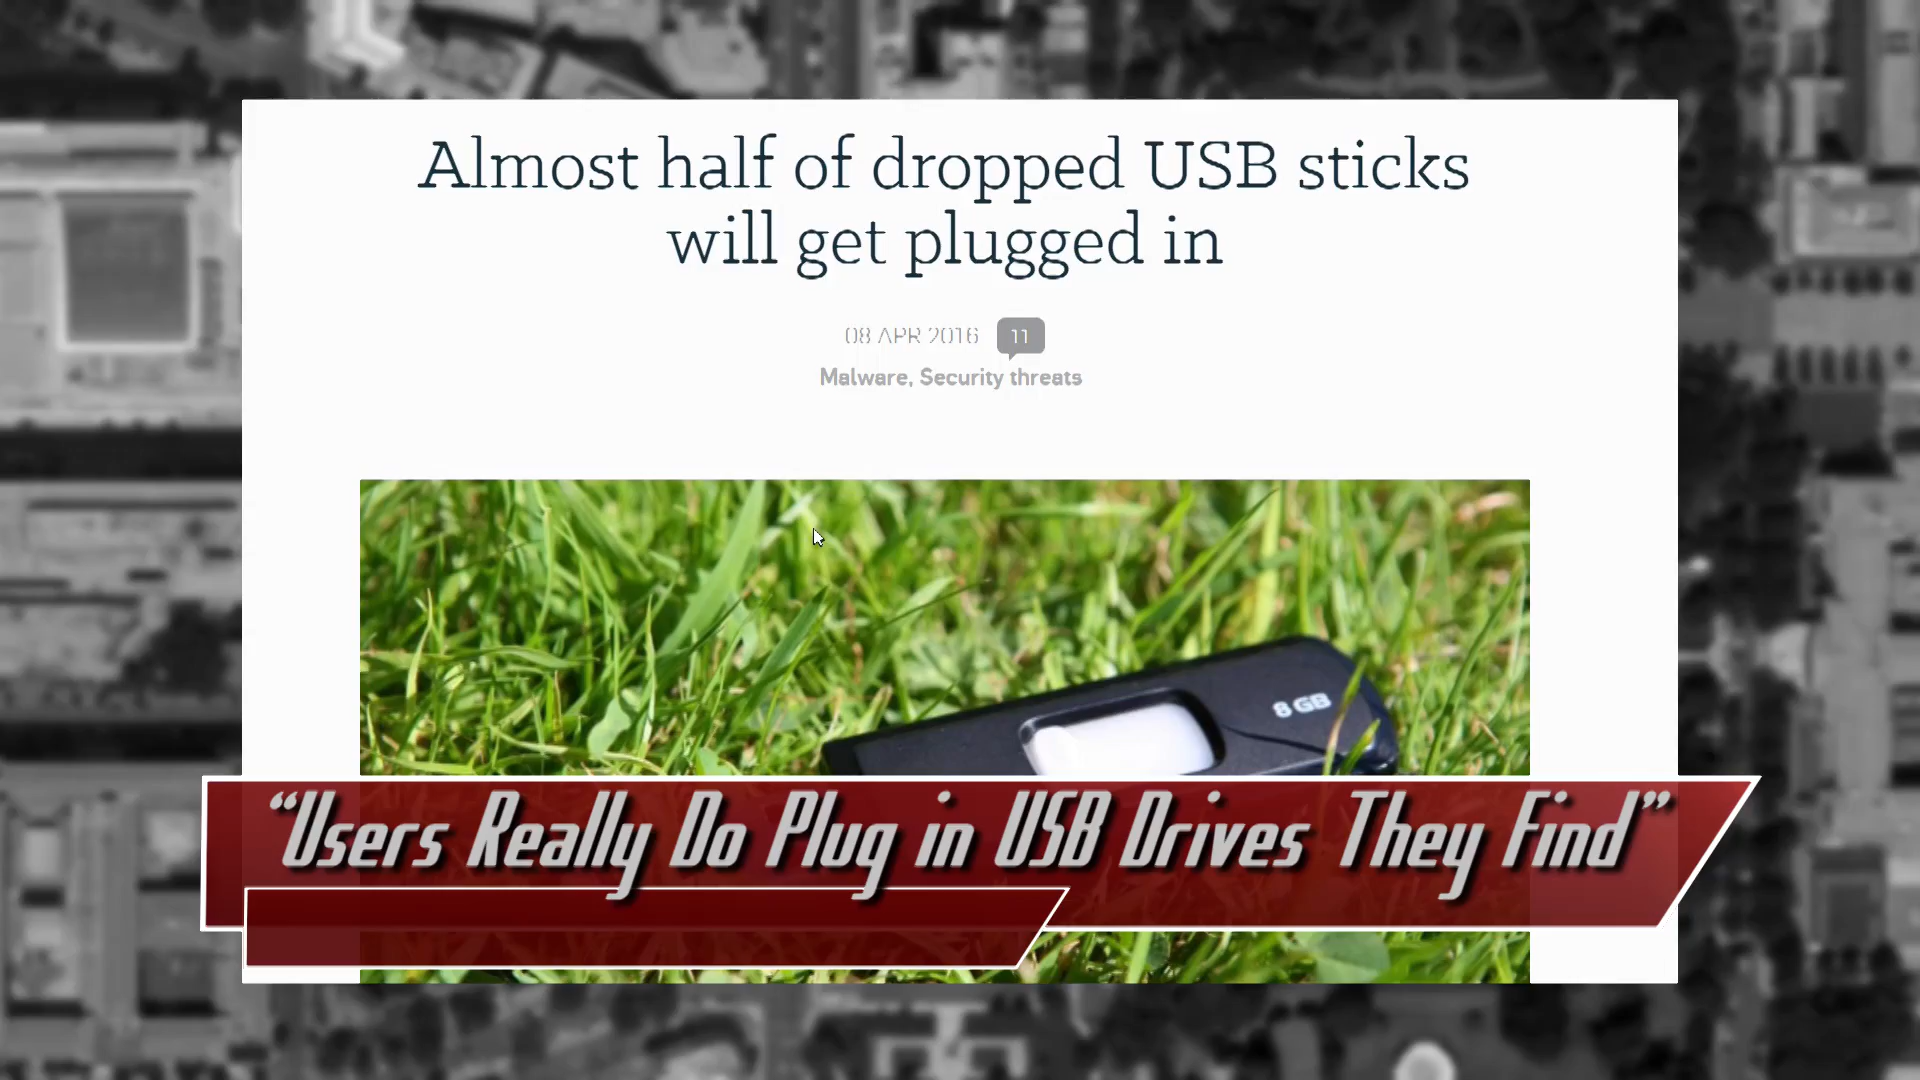 Almost half of dropped USB sticks
will get plugged in
08 APR 2016 11
Malware, Security threats
8 GB
“Users Really Do Plug in USB Drives They Find”